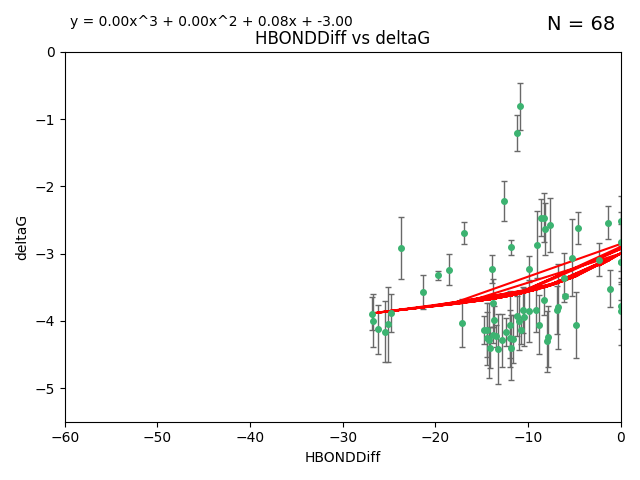 y = 0.00x^3 + 0.00x^2 + 0.08x + -3.00
N = 68
HBONDDiff vs deltaG
0
−1
−2
−3
−4
−5
deltaG
−60 −50 −40 −30 −20 −10 0
HBONDDiff